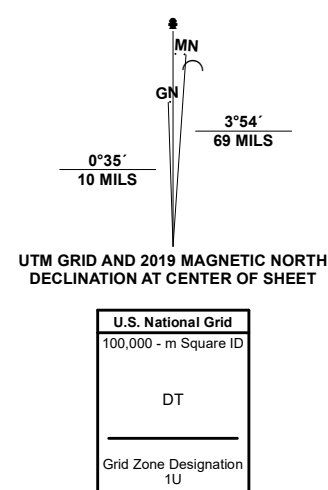 MN
GN
3°54´
69 MILS
0°35´
10 MILS
UTM GRID AND 2019 MAGNETIC NORTH
DECLINATION AT CENTER OF SHEET
U.S. National Grid
100,000 - m Square ID
DT
Grid Zone Designation
1U